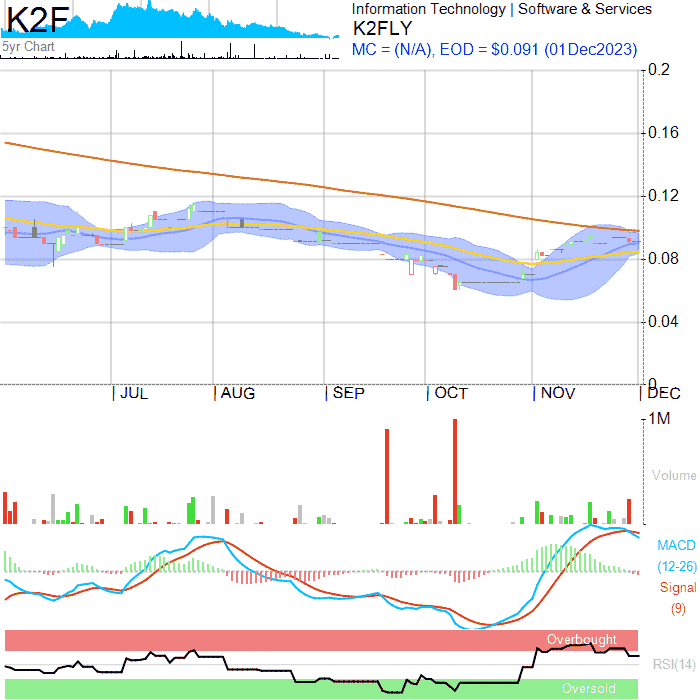 K2F
5yr Chart
Information Technology | Software & Services
K2FLY
MC = (N/A), EOD = $0.091 (01Dec2023)
0.2
0.16
0.12
0.08
0.04
0
| JUL | AUG | SEP | OCT | NOV | DEC
1M
Volume
MACD
(12-26)
Signal
(9)
Overbought
RSI(14)
Oversold